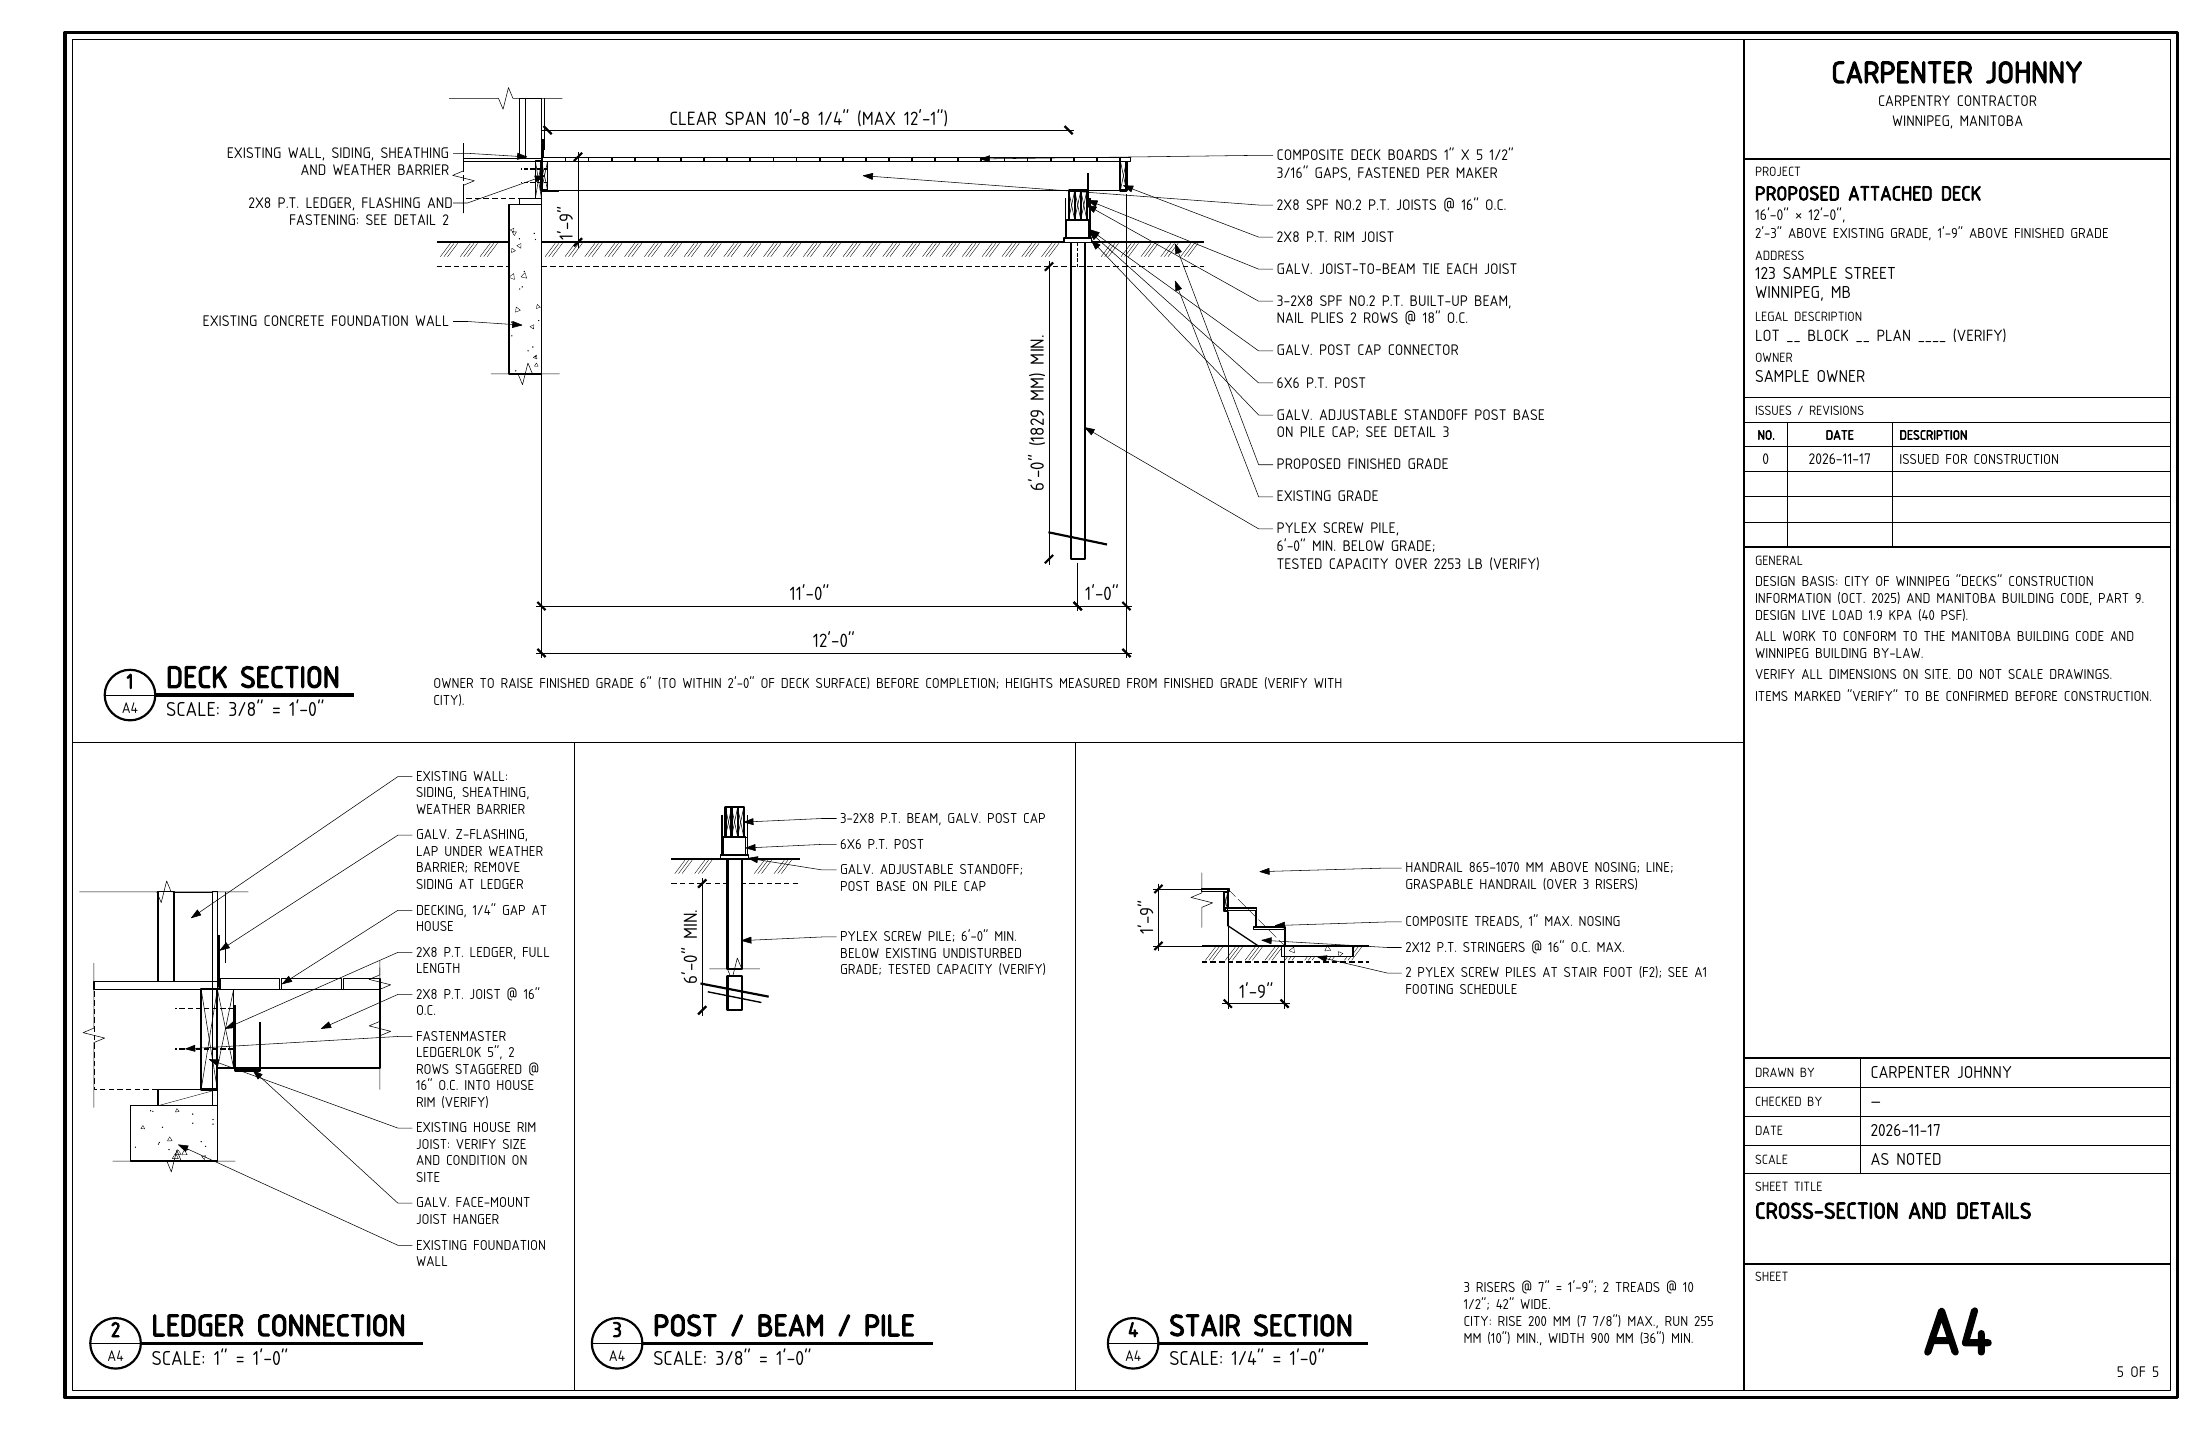 CLEAR SPAN 10'-8 1/4" (MAX 12'-1")
EXISTING WALL, SIDING, SHEATHING
AND WEATHER BARRIER
2X8 P.T. LEDGER, FLASHING AND
FASTENING: SEE DETAIL 2
1'-9"
EXISTING CONCRETE FOUNDATION WALL
6'-0" (1829 MM) MIN.
COMPOSITE DECK BOARDS 1" X 5 1/2"
3/16" GAPS, FASTENED PER MAKER
2X8 SPF NO.2 P.T. JOISTS @ 16" O.C.
2X8 P.T. RIM JOIST
GALV. JOIST-TO-BEAM TIE EACH JOIST
3-2X8 SPF NO.2 P.T. BUILT-UP BEAM,
NAIL PLIES 2 ROWS @ 18" O.C.
GALV. POST CAP CONNECTOR
6X6 P.T. POST
GALV. ADJUSTABLE STANDOFF POST BASE
ON PILE CAP; SEE DETAIL 3
PROPOSED FINISHED GRADE
EXISTING GRADE
PYLEX SCREW PILE,
6'-0" MIN. BELOW GRADE;
TESTED CAPACITY OVER 2253 LB (VERIFY)
11'-0"
1'-0"
12'-0"
1
A4
DECK SECTION
SCALE: 3/8" = 1'-0"
OWNER TO RAISE FINISHED GRADE 6" (TO WITHIN 2'-0" OF DECK SURFACE) BEFORE COMPLETION; HEIGHTS MEASURED FROM FINISHED GRADE (VERIFY WITH
CITY).
EXISTING WALL:
SIDING, SHEATHING,
WEATHER BARRIER
GALV. Z-FLASHING,
LAP UNDER WEATHER
BARRIER; REMOVE
SIDING AT LEDGER
DECKING, 1/4" GAP AT
HOUSE
2X8 P.T. LEDGER, FULL
LENGTH
2X8 P.T. JOIST @ 16"
O.C.
FASTENMASTER
LEDGERLOK 5", 2
ROWS STAGGERED @
16" O.C. INTO HOUSE
RIM (VERIFY)
EXISTING HOUSE RIM
JOIST: VERIFY SIZE
AND CONDITION ON
SITE
GALV. FACE-MOUNT
JOIST HANGER
EXISTING FOUNDATION
WALL
2
A4
LEDGER CONNECTION
SCALE: 1" = 1'-0"
3-2X8 P.T. BEAM, GALV. POST CAP
6X6 P.T. POST
GALV. ADJUSTABLE STANDOFF;
POST BASE ON PILE CAP
6'-0" MIN.
PYLEX SCREW PILE; 6'-0" MIN.
BELOW EXISTING UNDISTURBED
GRADE; TESTED CAPACITY (VERIFY)
3
A4
POST / BEAM / PILE
SCALE: 3/8" = 1'-0"
HANDRAIL 865-1070 MM ABOVE NOSING; LINE;
GRASPABLE HANDRAIL (OVER 3 RISERS)
COMPOSITE TREADS, 1" MAX. NOSING
2X12 P.T. STRINGERS @ 16" O.C. MAX.
2 PYLEX SCREW PILES AT STAIR FOOT (F2); SEE A1
FOOTING SCHEDULE
1'-9"
1'-9"
3 RISERS @ 7" = 1'-9"; 2 TREADS @ 10
1/2"; 42" WIDE.
CITY: RISE 200 MM (7 7/8") MAX., RUN 255
MM (10") MIN., WIDTH 900 MM (36") MIN.
4
A4
STAIR SECTION
SCALE: 1/4" = 1'-0"
CARPENTER JOHNNY
CARPENTRY CONTRACTOR
WINNIPEG, MANITOBA
PROJECT
PROPOSED ATTACHED DECK
16'-0" × 12'-0",
2'-3" ABOVE EXISTING GRADE, 1'-9" ABOVE FINISHED GRADE
ADDRESS
123 SAMPLE STREET
WINNIPEG, MB
LEGAL DESCRIPTION
LOT __ BLOCK __ PLAN ____ (VERIFY)
OWNER
SAMPLE OWNER
ISSUES / REVISIONS
NO. DATE DESCRIPTION
0 2026-11-17 ISSUED FOR CONSTRUCTION
GENERAL
DESIGN BASIS: CITY OF WINNIPEG "DECKS" CONSTRUCTION
INFORMATION (OCT. 2025) AND MANITOBA BUILDING CODE, PART 9.
DESIGN LIVE LOAD 1.9 KPA (40 PSF).
ALL WORK TO CONFORM TO THE MANITOBA BUILDING CODE AND
WINNIPEG BUILDING BY-LAW.
VERIFY ALL DIMENSIONS ON SITE. DO NOT SCALE DRAWINGS.
ITEMS MARKED "VERIFY" TO BE CONFIRMED BEFORE CONSTRUCTION.
DRAWN BY CARPENTER JOHNNY
CHECKED BY –
DATE 2026-11-17
SCALE AS NOTED
SHEET TITLE
CROSS-SECTION AND DETAILS
SHEET
A4
5 OF 5